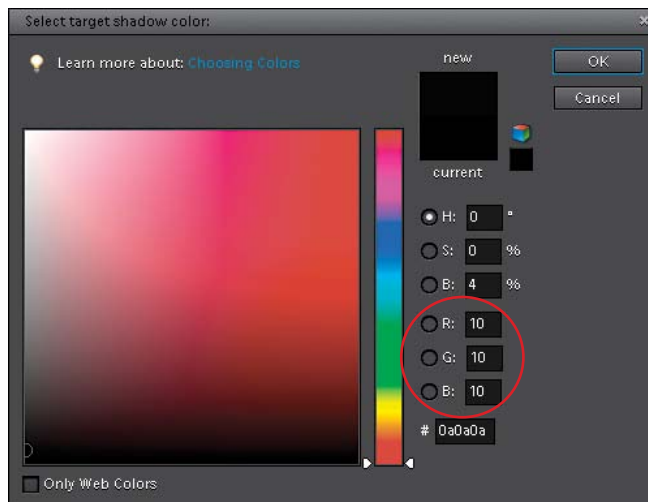 Select target shadow color:
Learn more about: Choosing Colors
new
OK
Cancel
current
H: 0 °
S: 0 %
B: 4 %
R: 10
G: 10
B: 10
# 0a0a0a
Only Web Colors